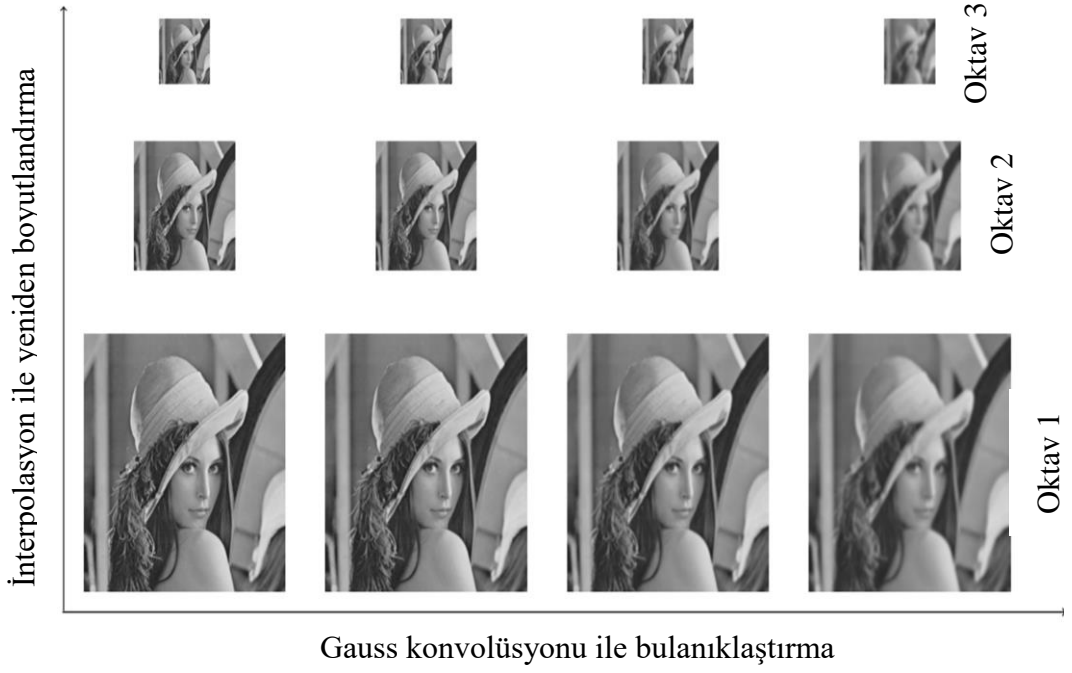 İnterpolasyon ile yeniden boyutlandırma
Oktav 3
Oktav 2
Oktav 1
Gauss konvolüsyonu ile bulanıklaştırma